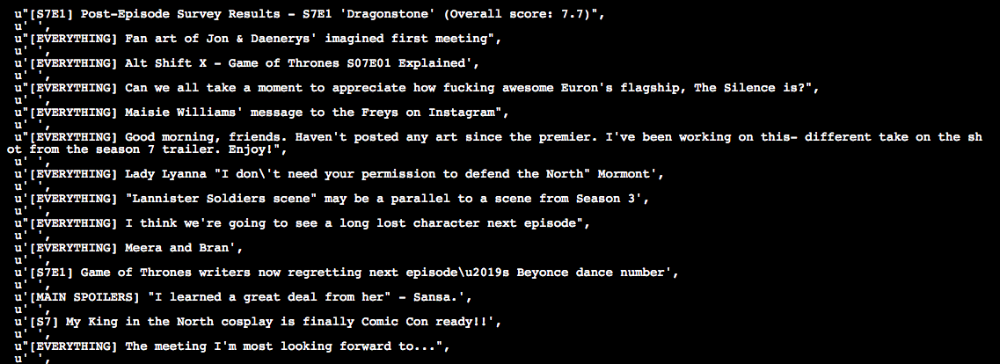 u"[S7E1] Post-Episode Survey Results - S7E1 'Dragonstone' (Overall score: 7.7)",
u' ',
u"[EVERYTHING] Fan art of Jon & Daenerys' imagined first meeting",
u' ',
u'[EVERYTHING] Alt Shift X - Game of Thrones S07E01 Explained',
u' ',
u"[EVERYTHING] Can we all take a moment to appreciate how fucking awesome Euron's flagship, The Silence is?",
u' ',
u"[EVERYTHING] Maisie Williams' message to the Freys on Instagram",
u' ',
u"[EVERYTHING] Good morning, friends. Haven't posted any art since the premier. I've been working on this- different take on the sh
ot from the season 7 trailer. Enjoy!",
u' ',
u'[EVERYTHING] Lady Lyanna "I don\'t need your permission to defend the North" Mormont',
u' ',
u'[EVERYTHING] "Lannister Soldiers scene" may be a parallel to a scene from Season 3',
u' ',
u"[EVERYTHING] I think we're going to see a long lost character next episode",
u' ',
u'[EVERYTHING] Meera and Bran',
u' ',
u'[S7E1] Game of Thrones writers now regretting next episode\u2019s Beyonce dance number',
u' ',
u'[MAIN SPOILERS] "I learned a great deal from her" - Sansa.',
u' ',
u'[S7] My King in the North cosplay is finally Comic Con ready!!',
u' ',
u"[EVERYTHING] The meeting I'm most looking forward to...",
u' ',